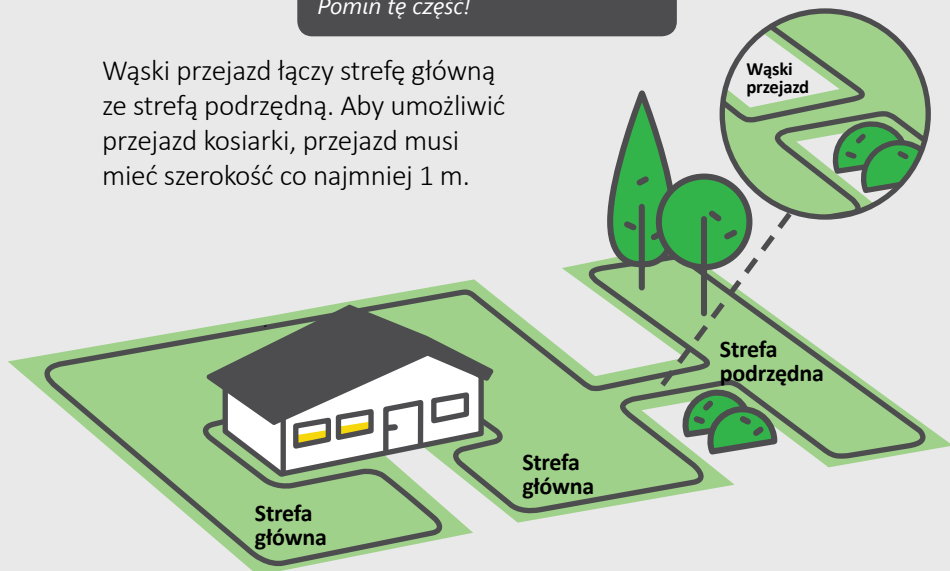 Pomiń tę część!
Wąski przejazd łączy strefę główną
ze strefą podrzędną. Aby umożliwić
przejazd kosiarki, przejazd musi
mieć szerokość co najmniej 1 m.
Wąski
przejazd
Strefa
podrzędna
Strefa
główna
Strefa
główna